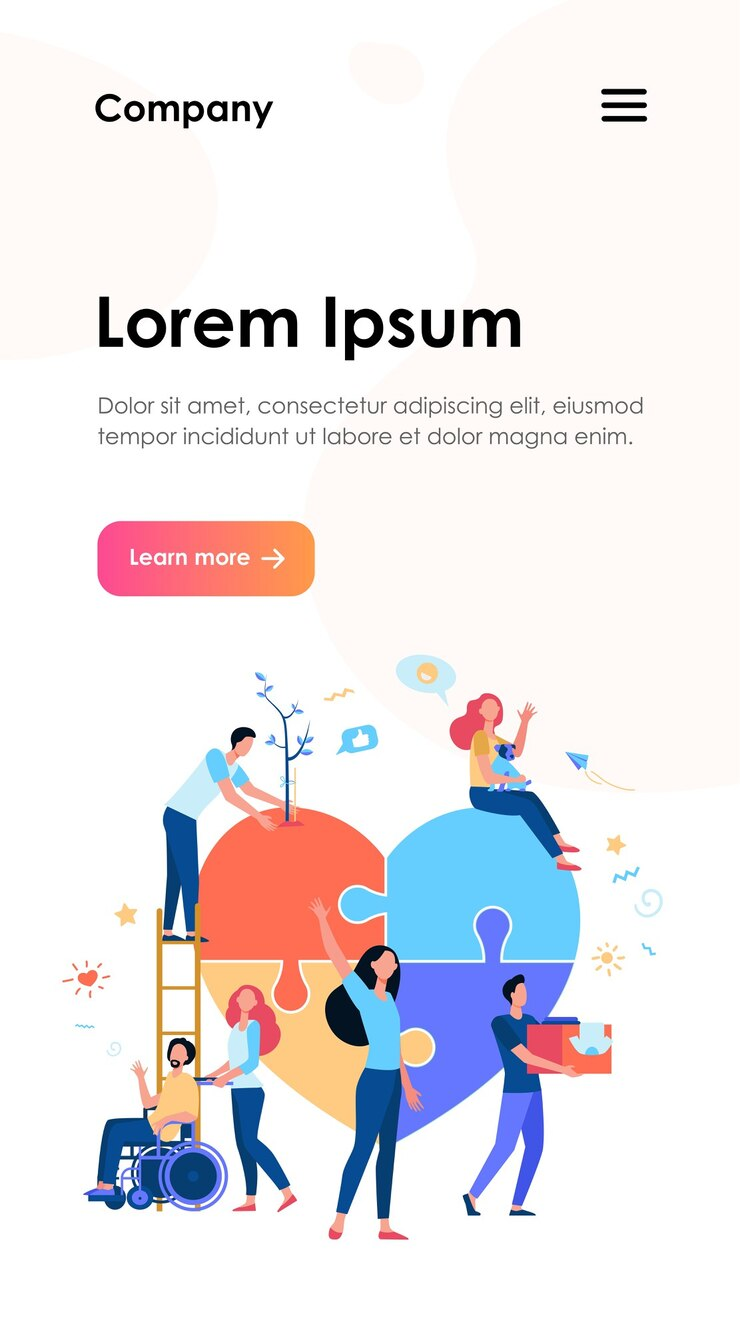 Company
Lorem Ipsum
Dolor sit amet, consectetur adipiscing elit, eiusmod
tempor incididunt ut labore et dolor magna enim.
Learn more